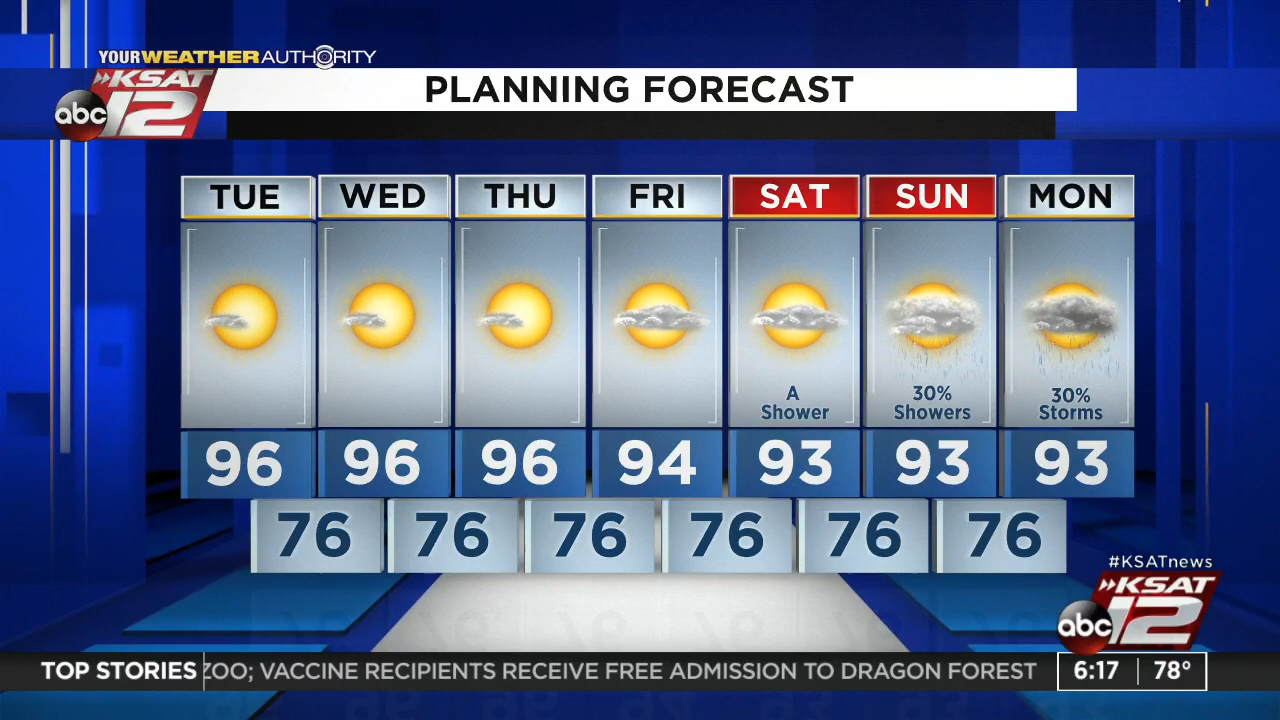 YOURWEATHERAUTHORITY
KSAT
abc 12
PLANNING FORECAST
TUE WED THU FRI SAT SUN MON
A Shower
30% Showers
30% Storms
96 96 96 94 93 93 93
76 76 76 76 76 76
#KSATnews
KSAT
abc 12
TOP STORIES ZOO; VACCINE RECIPIENTS RECEIVE FREE ADMISSION TO DRAGON FOREST 6:17 78°